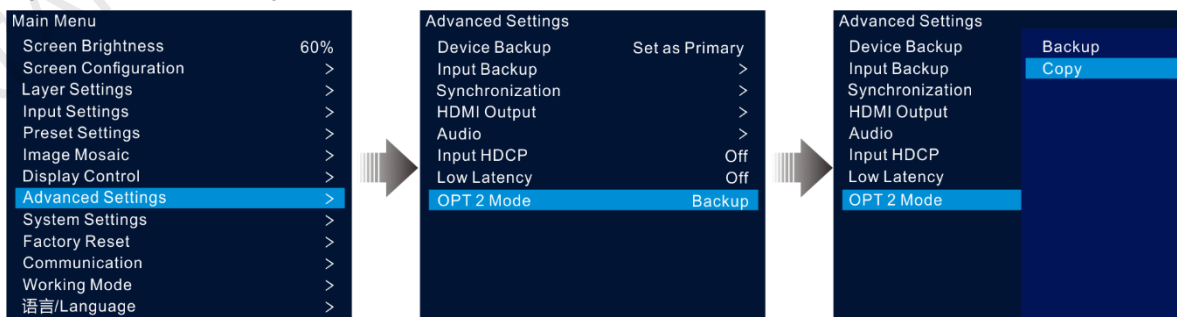 Main Menu
Screen Brightness 60%
Screen Configuration >
Layer Settings >
Input Settings >
Preset Settings >
Image Mosaic >
Display Control >
Advanced Settings >
System Settings >
Factory Reset >
Communication >
Working Mode >
语言/Language >
Advanced Settings
Device Backup Set as Primary
Input Backup >
Synchronization >
HDMI Output >
Audio >
Input HDCP Off
Low Latency Off
OPT 2 Mode Backup
Advanced Settings
Device Backup Backup
Input Backup Copy
Synchronization
HDMI Output
Audio
Input HDCP
Low Latency
OPT 2 Mode